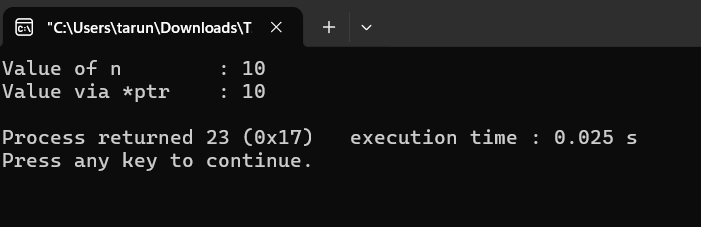 "C:\Users\tarun\Downloads\T
Value of n        : 10
Value via *ptr    : 10
Process returned 23 (0x17)   execution time : 0.025 s
Press any key to continue.